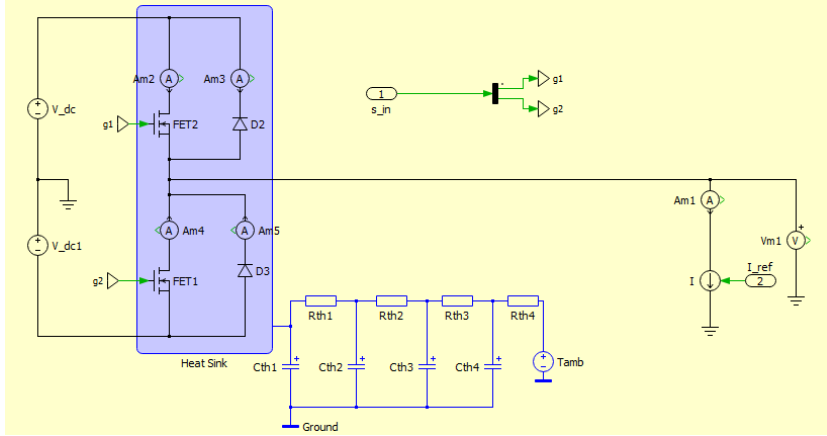 Am2
Am3
g1
1
V_dc
s_in
g2
g1
FET2
D2
Am1
Am4
Am5
Vm1
V_dc1
I_ref
D3
g2
FET1
I
2
Rth1
Rth2
Rth3
Rth4
Heat Sink
Cth1
Cth2
Cth3
Cth4
Tamb
Ground
A
A
A
A
A
V